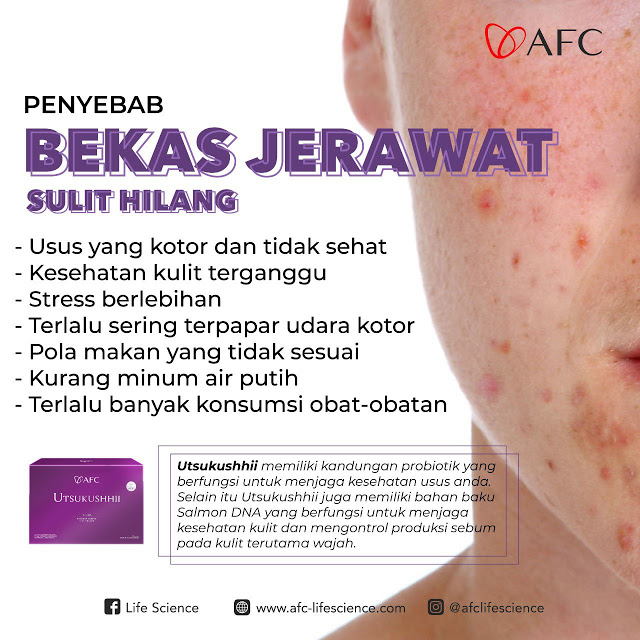 AFC
PENYEBAB
BEKAS JERAWAT
SULIT HILANG
- Usus yang kotor dan tidak sehat
- Kesehatan kulit terganggu
- Stress berlebihan
- Terlalu sering terpapar udara kotor
- Pola makan yang tidak sesuai
- Kurang minum air putih
- Terlalu banyak konsumsi obat-obatan
AFC
UTSUKUSHHII
Utsukushhii memiliki kandungan probiotik yang
berfungsi untuk menjaga kesehatan usus anda.
Selain itu Utsukushhii juga memiliki bahan baku
Salmon DNA yang berfungsi untuk menjaga
kesehatan kulit dan mengontrol produksi sebum
pada kulit terutama wajah.
Life Science
www.afc-lifescience.com
@afclifescience